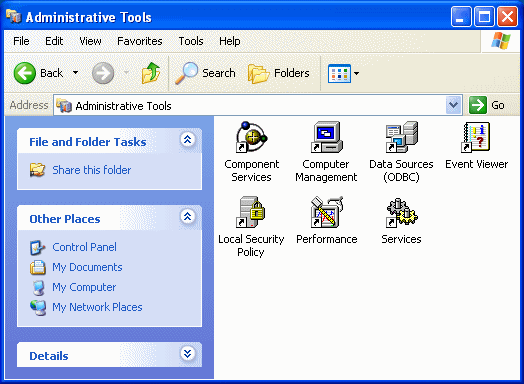 Administrative Tools
File Edit View Favorites Tools Help
Back Search Folders
Address Administrative Tools Go
File and Folder Tasks
Share this folder
Other Places
Control Panel
My Documents
My Computer
My Network Places
Details
Component Services
Computer Management
Data Sources (ODBC)
Event Viewer
Local Security Policy
Performance
Services